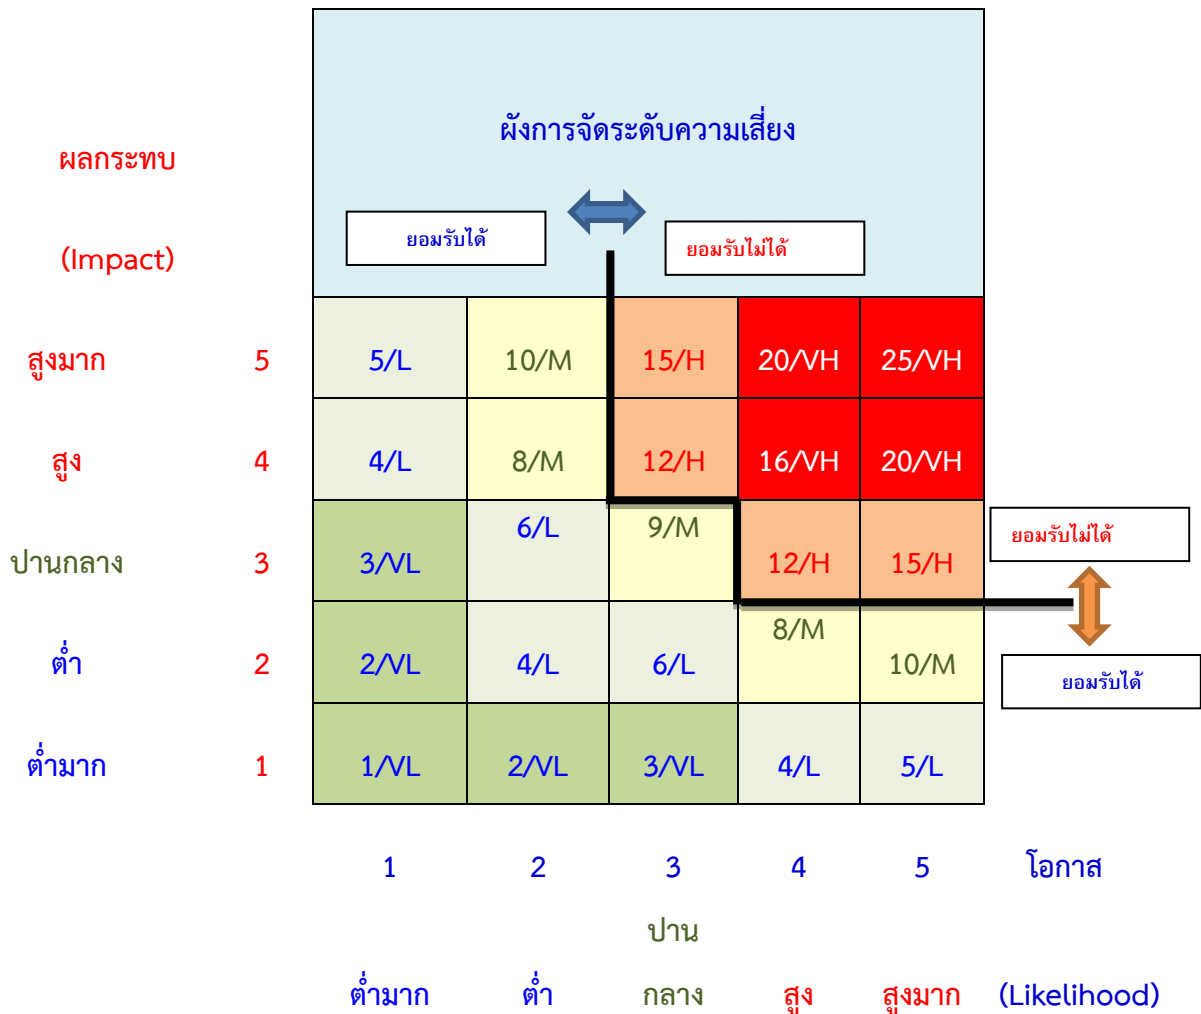 ผังการจัดระดับความเสี่ยง
ผลกระทบ
(Impact)
ยอมรับได้
ยอมรับไม่ได้
สูงมาก 5 5/L 10/M 15/H 20/VH 25/VH
สูง 4 4/L 8/M 12/H 16/VH 20/VH
ปานกลาง 3 3/VL 6/L 9/M 12/H 15/H
ยอมรับไม่ได้
ต่ำ 2 2/VL 4/L 6/L 8/M 10/M
ยอมรับได้
ต่ำมาก 1 1/VL 2/VL 3/VL 4/L 5/L
1 2 3 4 5 โอกาส
ปาน
ต่ำมาก ต่ำ กลาง สูง สูงมาก (Likelihood)